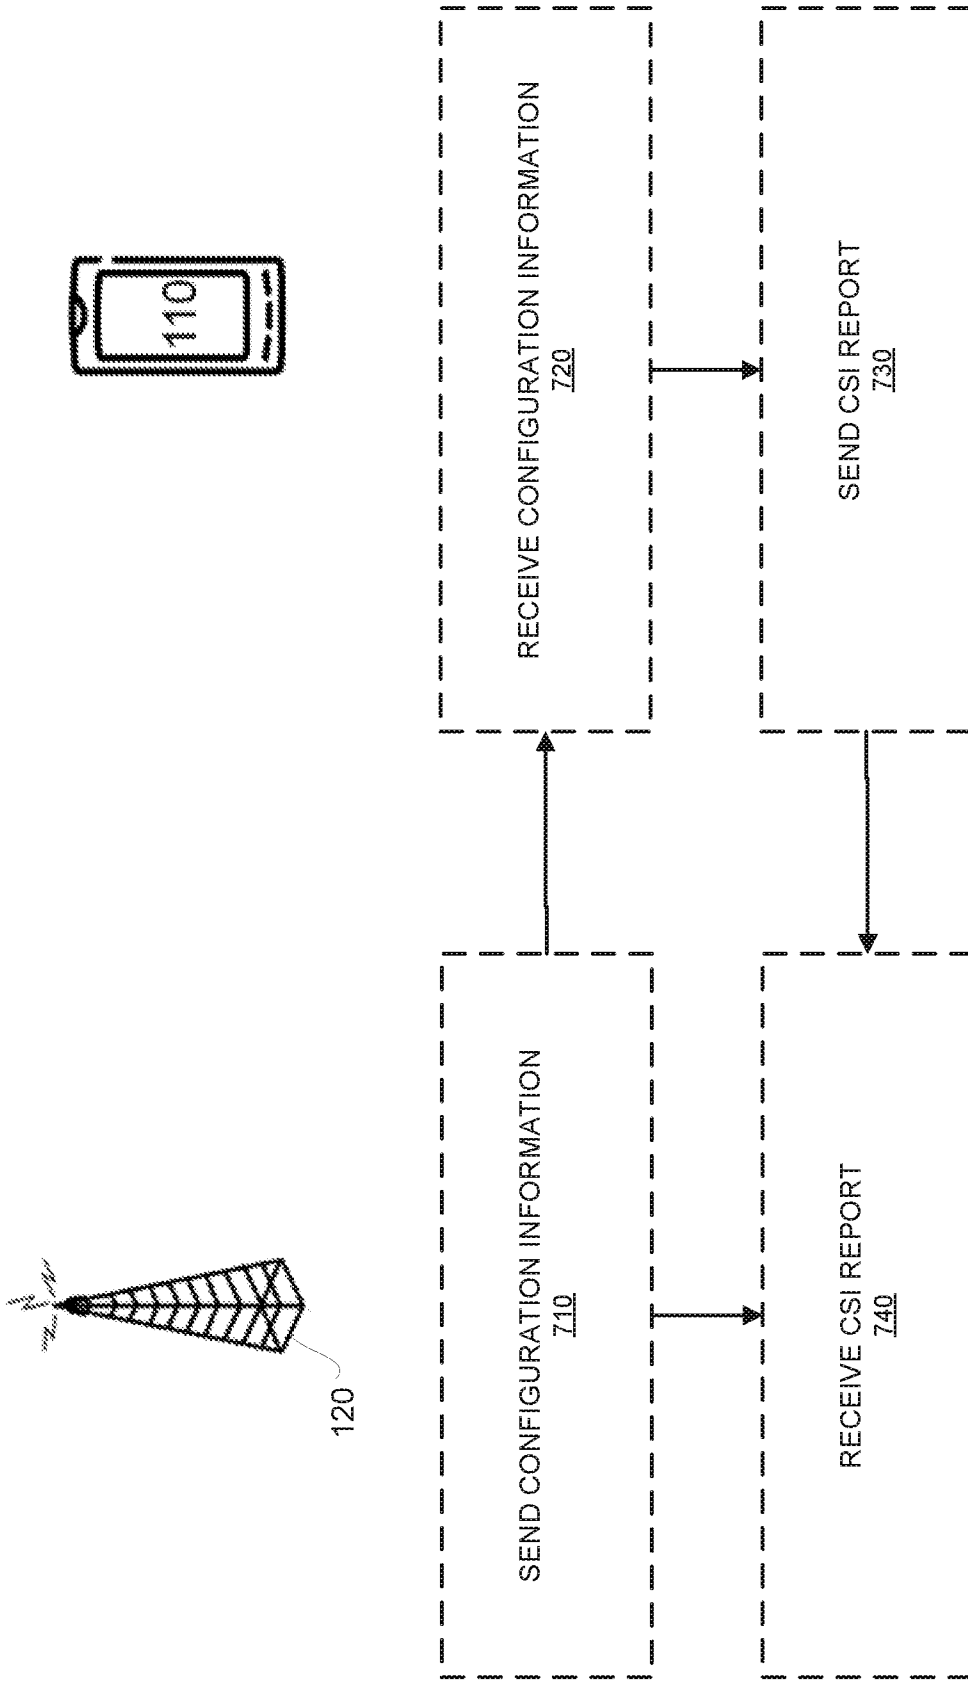 120
110
SEND CONFIGURATION INFORMATION
710
RECEIVE CONFIGURATION INFORMATION
720
RECEIVE CSI REPORT
740
SEND CSI REPORT
730